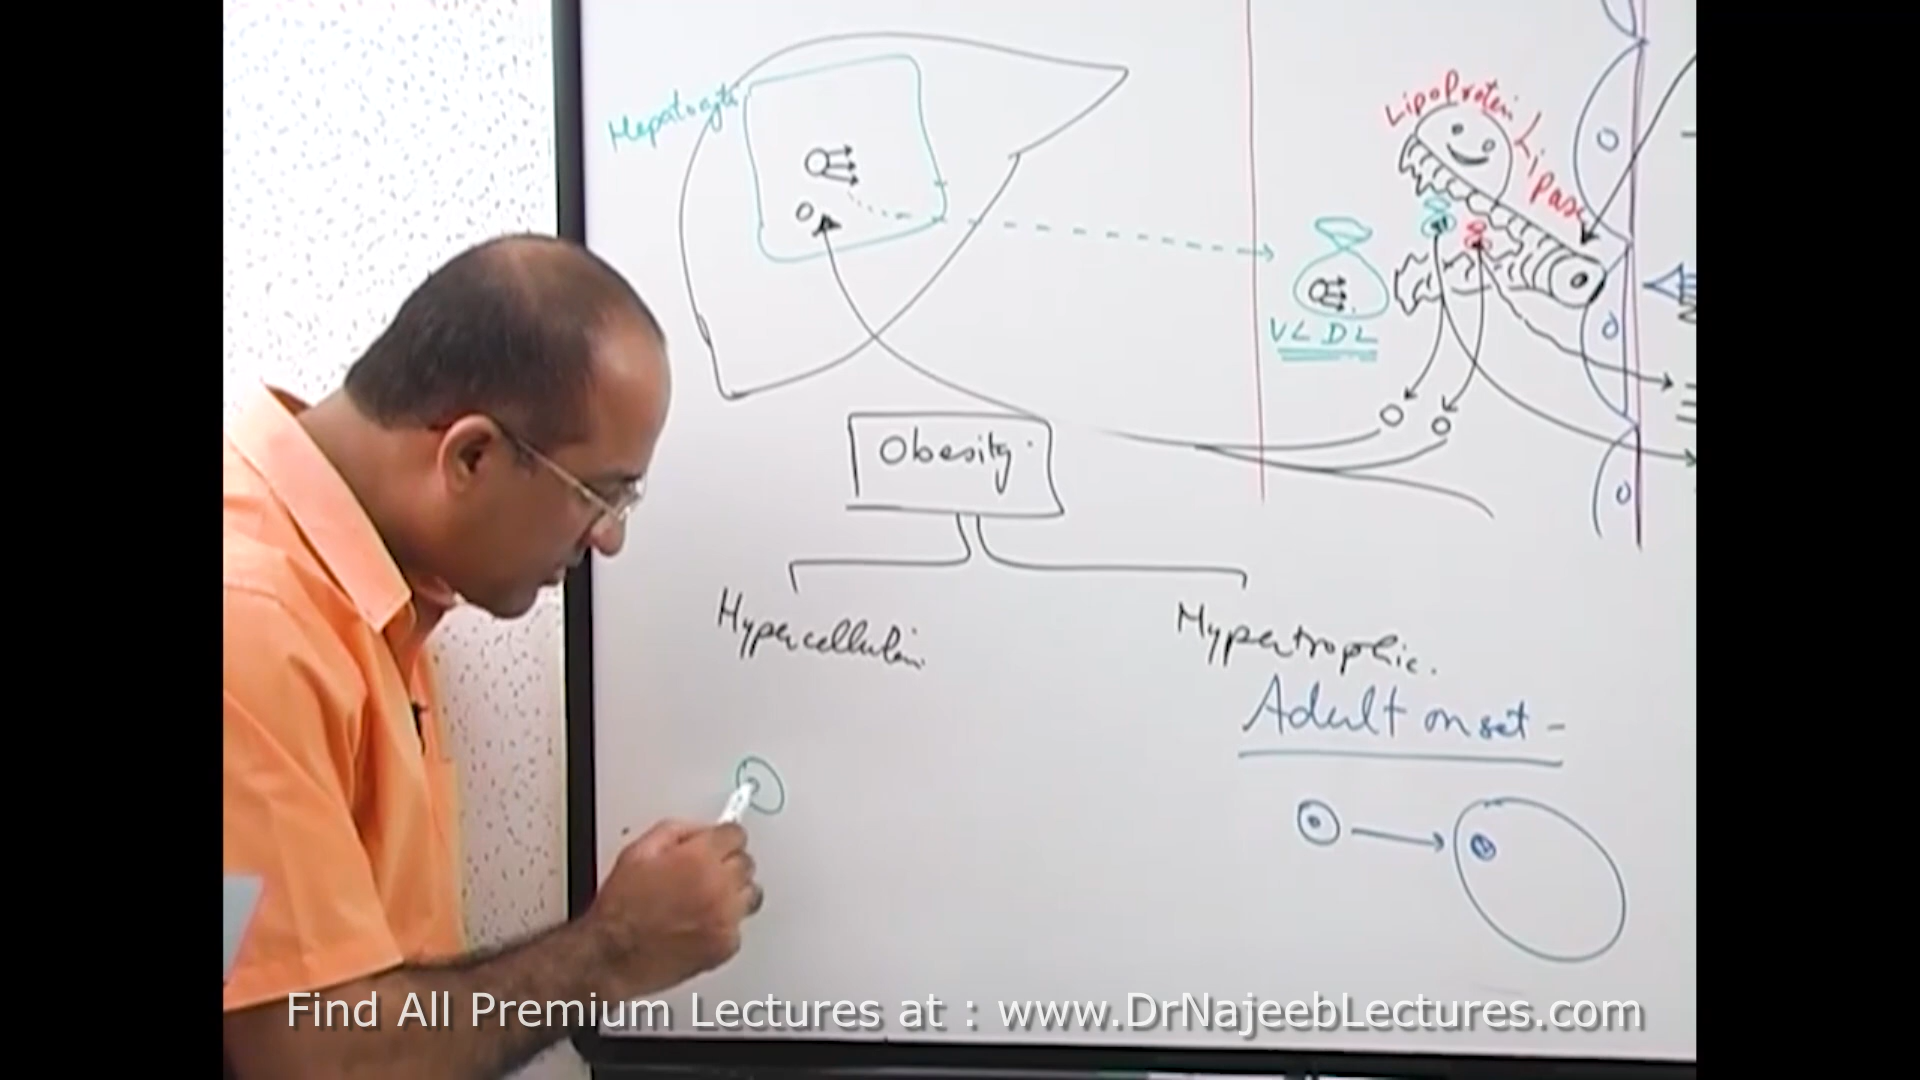 Hepatocyte
LipoProtein Lipase
VLDL
Obesity
Hypercellular
Hypertrophic.
Adult onset -
Find All Premium Lectures at : www.DrNajeebLectures.com